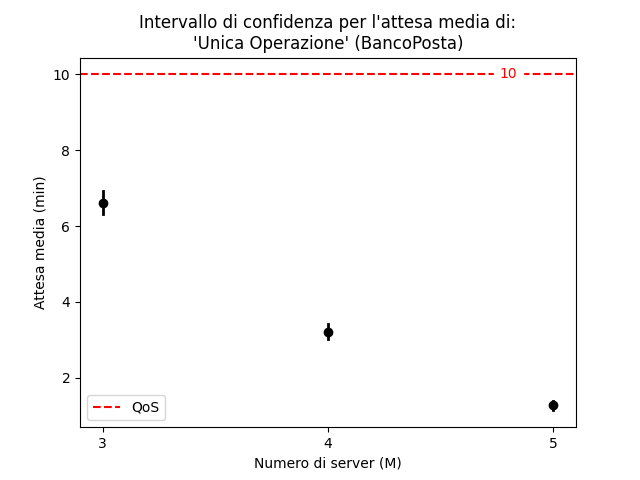 Intervallo di confidenza per l'attesa media di:
'Unica Operazione' (BancoPosta)
10
10
8
6
4
2
Attesa media (min)
QoS
3
4
5
Numero di server (M)